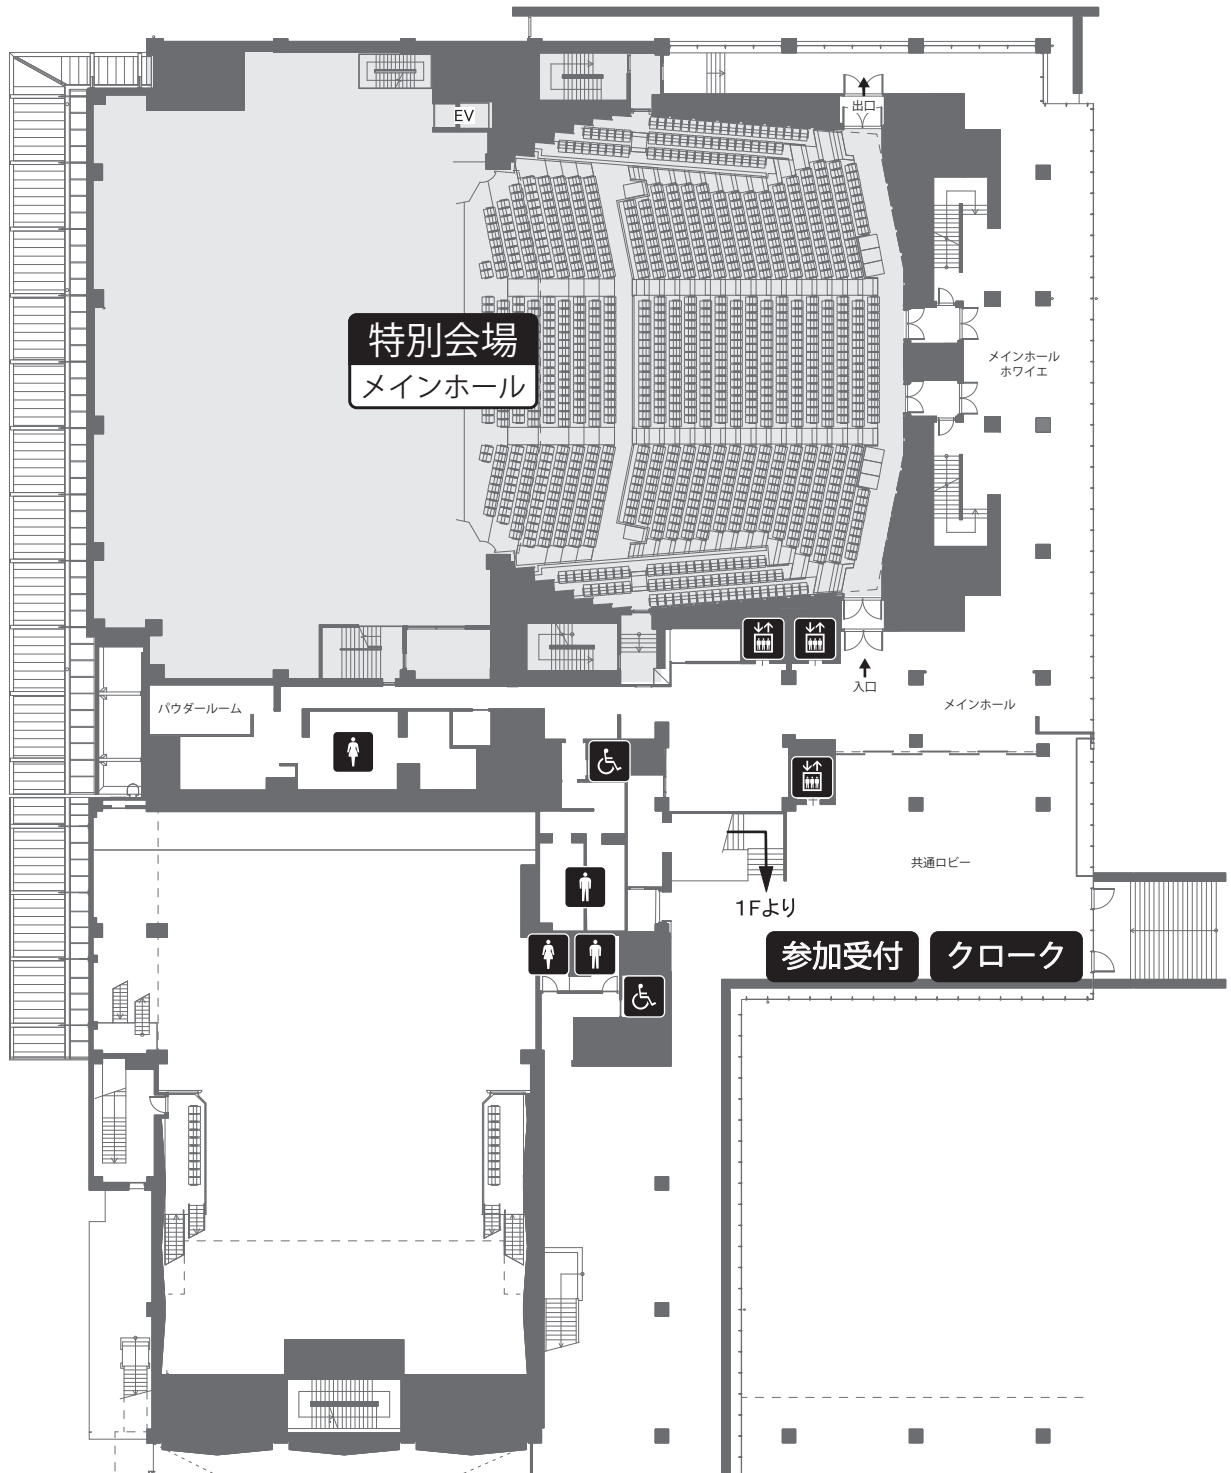 EV
出口
特別会場
メインホール
メインホール
ホワイエ
入口
パウダールーム
メインホール
共通ロビー
1Fより
参加受付
クローク